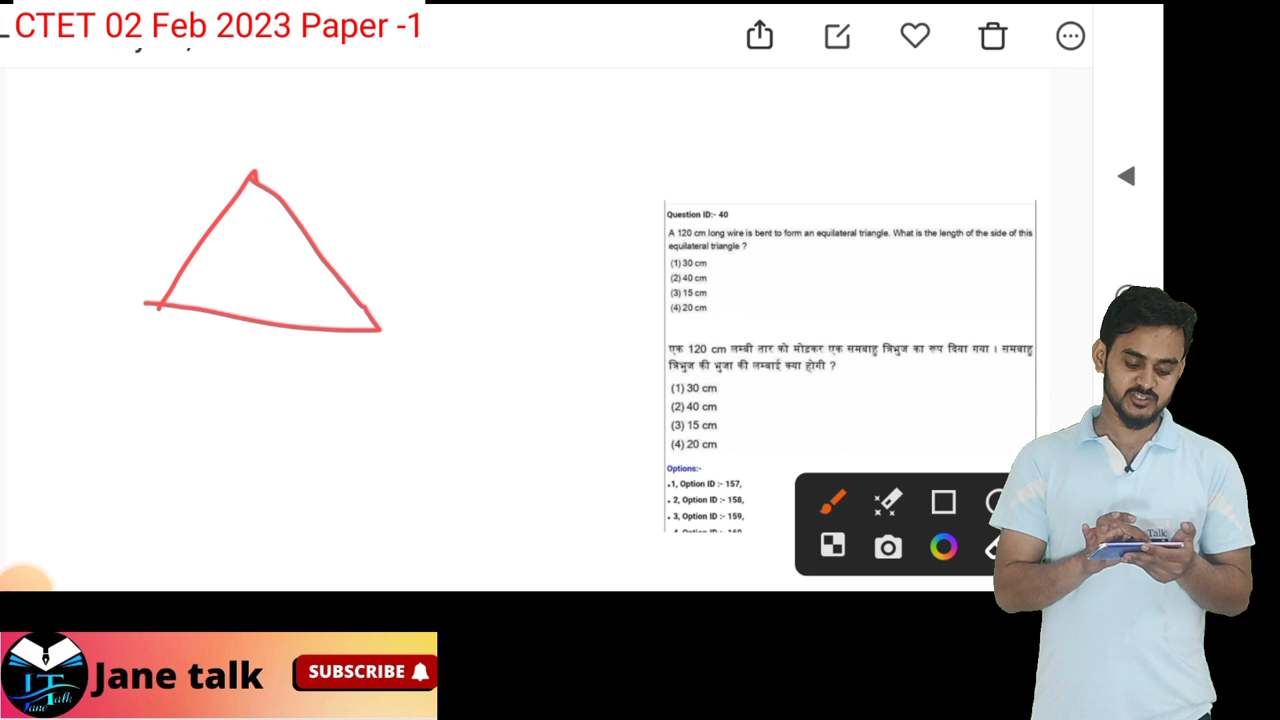 CTET 02 Feb 2023 Paper -1
Question ID:- 40
A 120 cm long wire is bent to form an equilateral triangle. What is the length of the side of this
equilateral triangle ?
(1) 30 cm
(2) 40 cm
(3) 15 cm
(4) 20 cm
एक 120 cm लम्बी तार को मोडकर एक समबाहु त्रिभुज का रूप दिया गया । समबाहु
त्रिभुज की भुजा की लम्बाई क्या होगी ?
(1) 30 cm
(2) 40 cm
(3) 15 cm
(4) 20 cm
Options:-
1, Option ID :- 157,
2, Option ID :- 158,
3, Option ID :- 159,
Talk
Jane talk
SUBSCRIBE